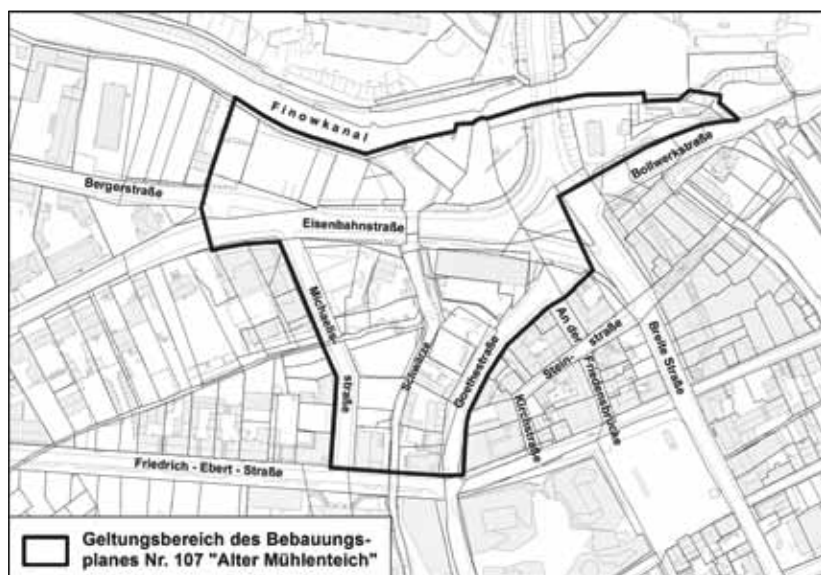 Finowkanal
Bollwerkstraße
Bergerstraße
Eisenbahnstraße
Michaelis-
straße
Schwärze
Goethestraße
An der
Friedensbrücke
Stein-
straße
Kirchstraße
Breite Straße
Friedrich - Ebert - Straße
Geltungsbereich des Bebauungs-
planes Nr. 107 "Alter Mühlenteich"